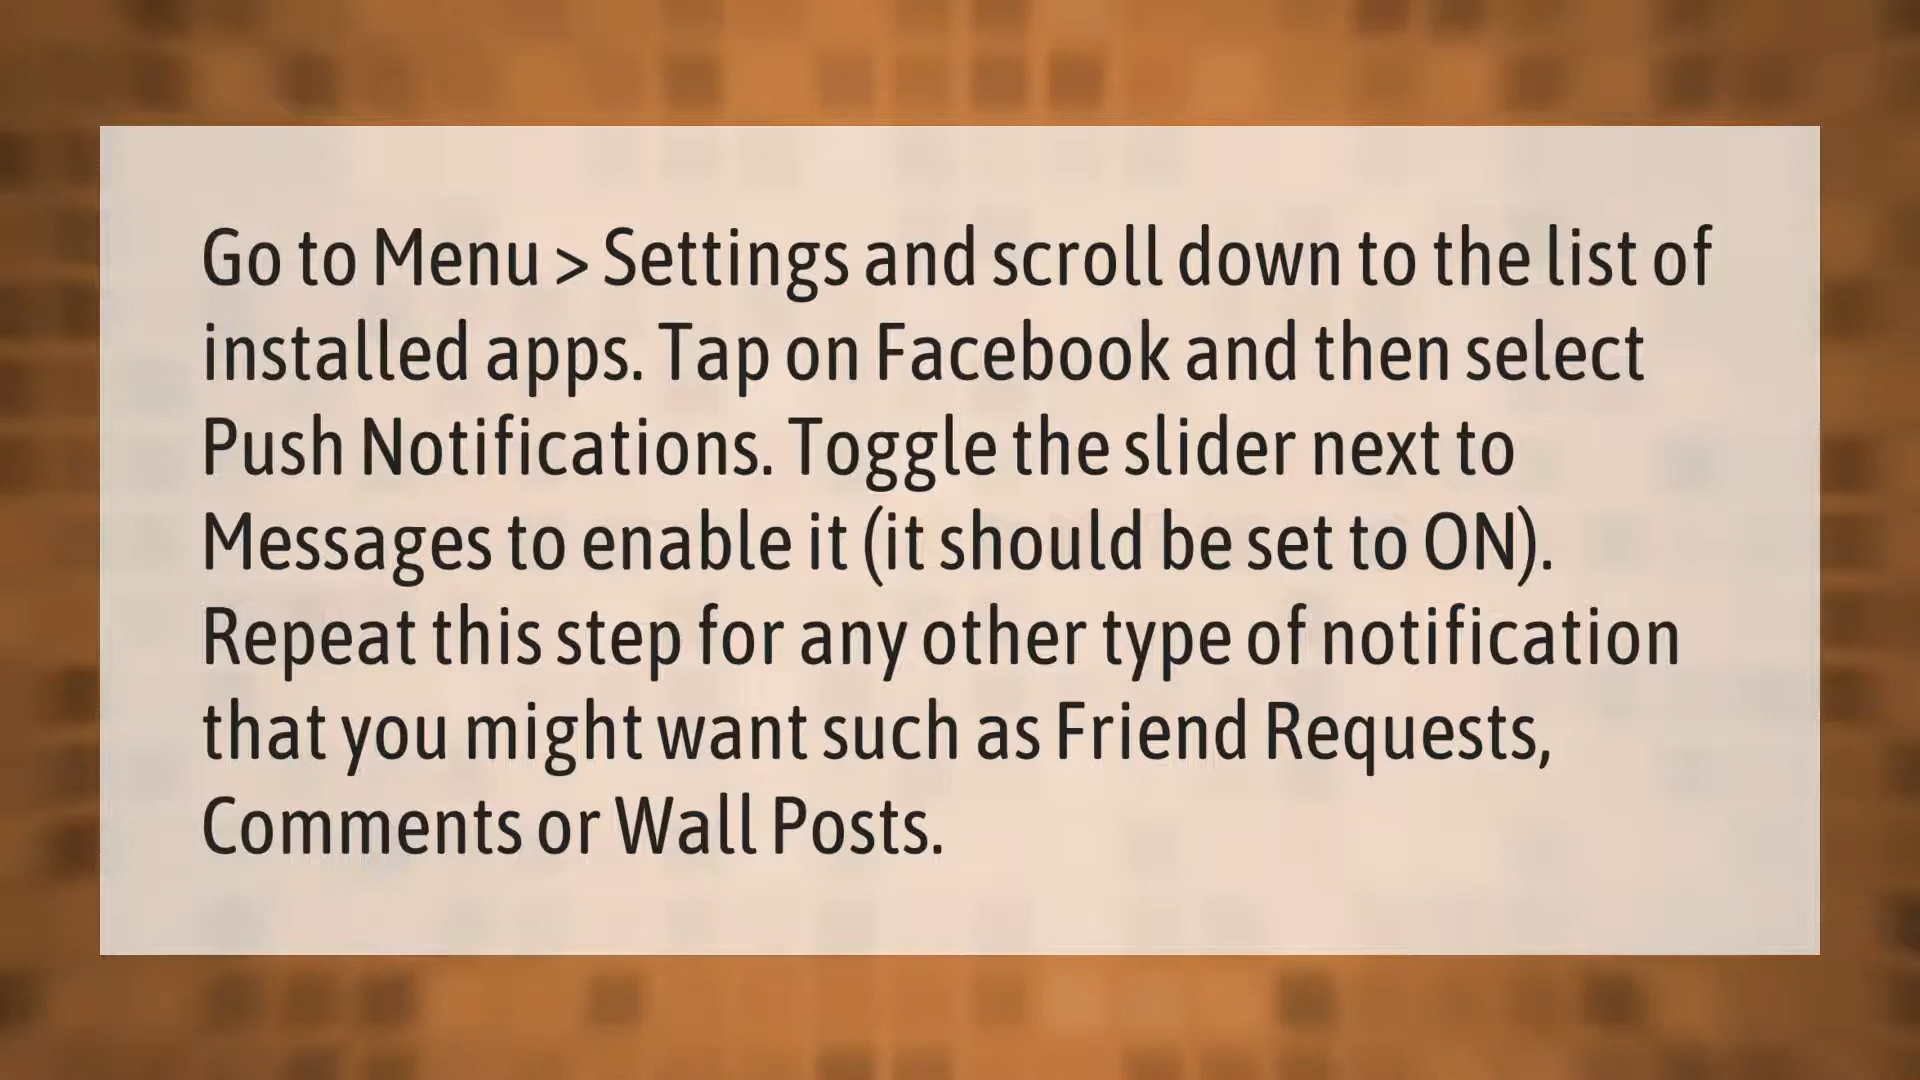 Go to Menu > Settings and scroll down to the list of
installed apps. Tap on Facebook and then select
Push Notifications. Toggle the slider next to
Messages to enable it (it should be set to ON).
Repeat this step for any other type of notification
that you might want such as Friend Requests,
Comments or Wall Posts.